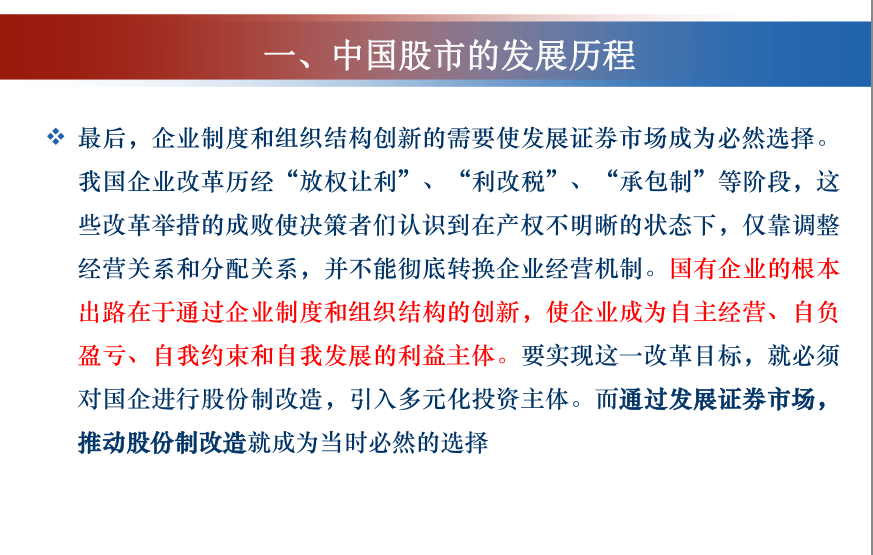 一、中国股市的发展历程
❖ 最后，企业制度和组织结构创新的需要使发展证券市场成为必然选择。
我国企业改革历经“放权让利”、“利改税”、“承包制”等阶段，这
些改革举措的成败使决策者们认识到在产权不明晰的状态下，仅靠调整
经营关系和分配关系，并不能彻底转换企业经营机制。国有企业的根本
出路在于通过企业制度和组织结构的创新，使企业成为自主经营、自负
盈亏、自我约束和自我发展的利益主体。要实现这一改革目标，就必须
对国企进行股份制改造，引入多元化投资主体。而通过发展证券市场，
推动股份制改造就成为当时必然的选择